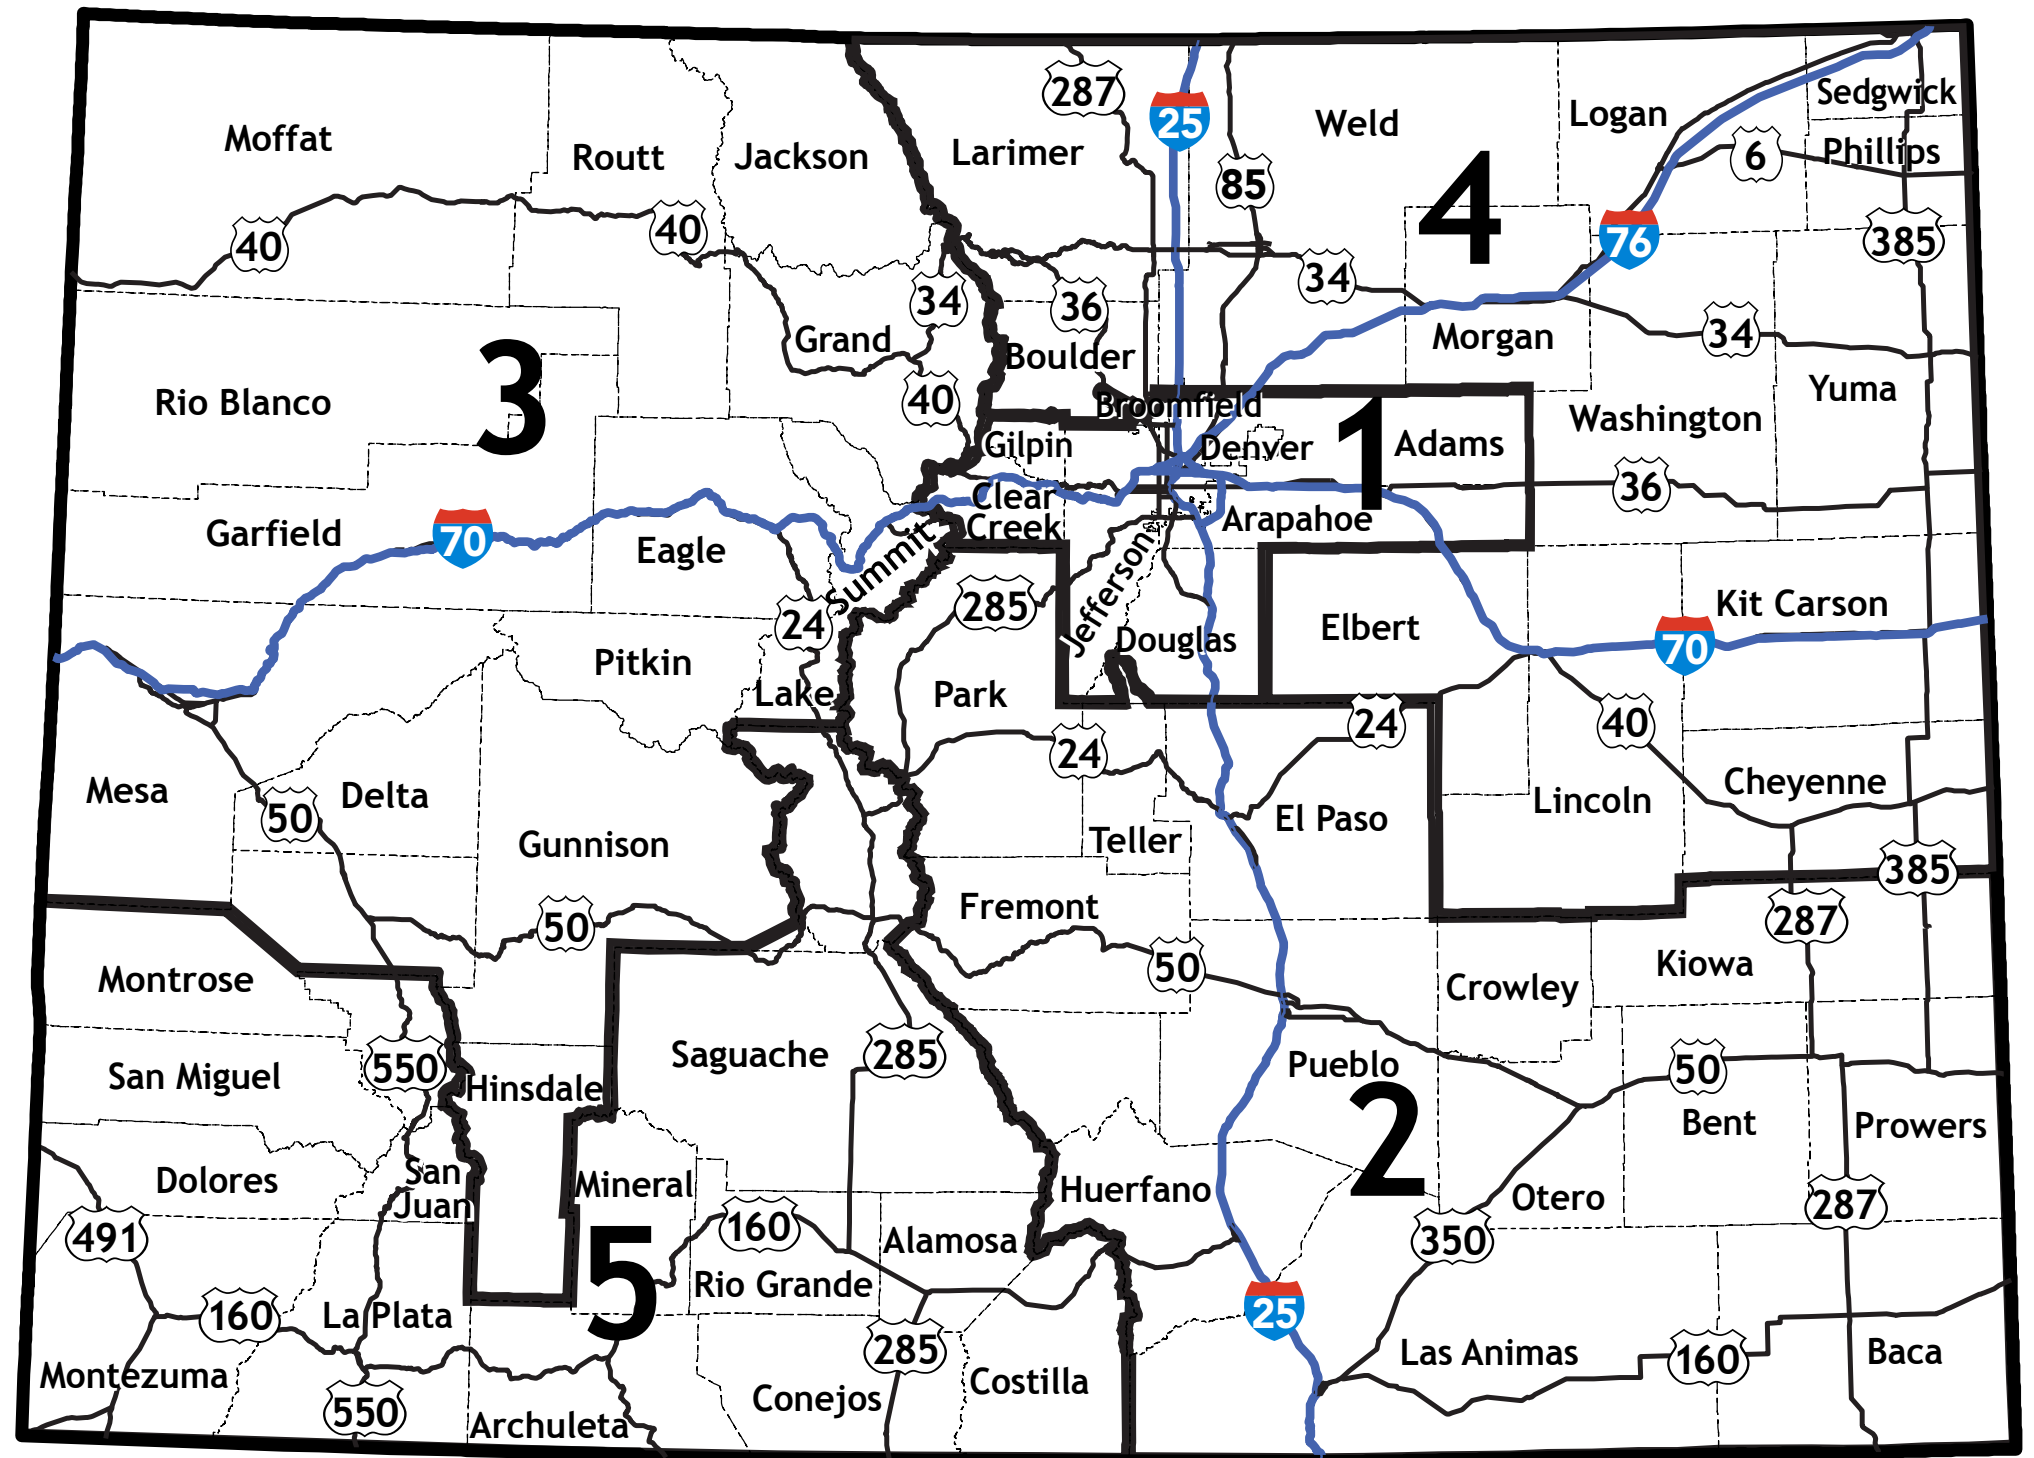 287
25
Sedgwick
Logan
Weld
Moffat
Larimer
Routt
Jackson
6
Phillips
85
4
40
40
76
385
34
34
36
34
Morgan
Grand
Boulder
3
Yuma
Rio Blanco
40
Broomfield
Washington
Gilpin
Denver
1
Adams
36
Clear
Creek
Arapahoe
Garfield
70
Eagle
Summit
Jefferson
285
24
Kit Carson
Elbert
Douglas
70
Pitkin
Lake
Park
24
40
24
Mesa
Delta
50
Cheyenne
Lincoln
El Paso
Teller
Gunnison
385
Fremont
50
287
50
Kiowa
Montrose
Crowley
Saguache
285
550
Pueblo
50
San Miguel
Hinsdale
2
Bent
Prowers
Dolores
San
Juan
Mineral
Huerfano
Otero
287
491
160
Alamosa
350
5
Rio Grande
160
La Plata
25
285
Las Animas
160
Baca
Montezuma
Costilla
Conejos
550
Archuleta